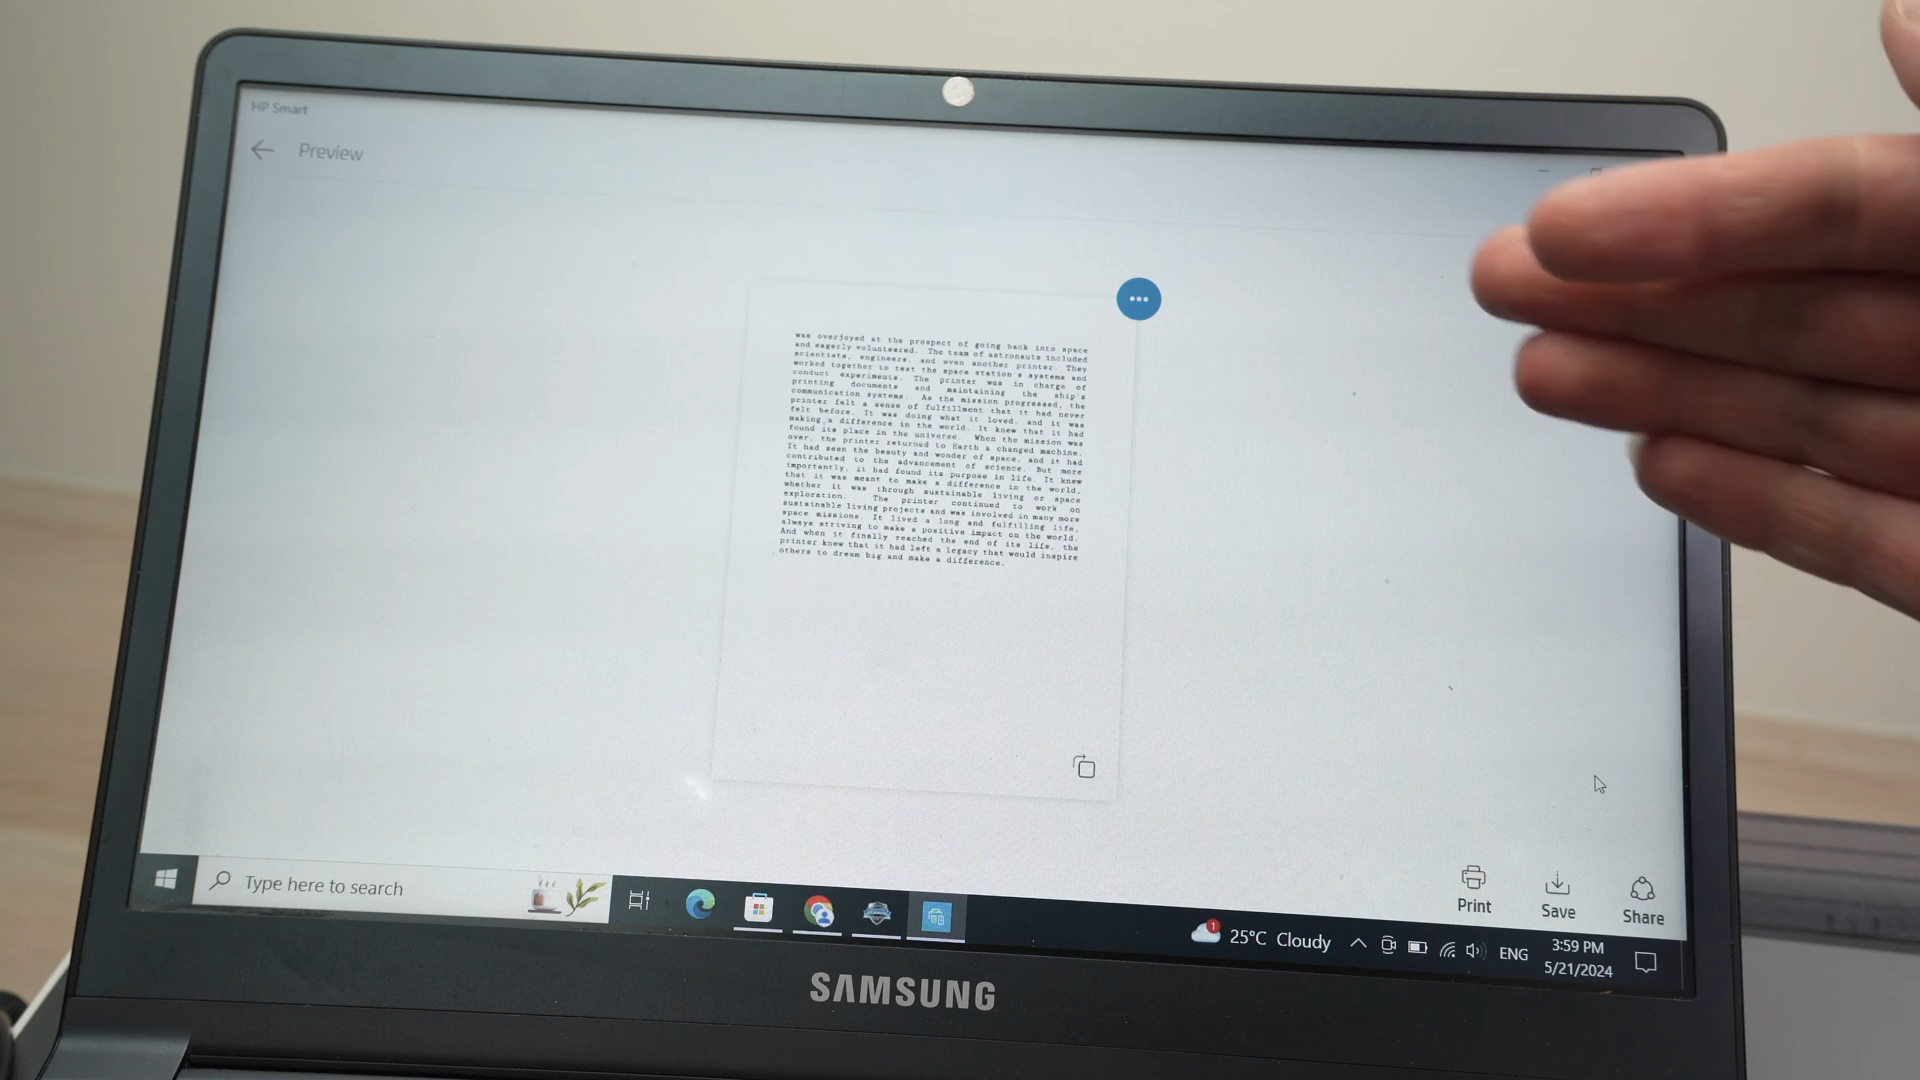 HP Smart
Preview
was overjoyed at the prospect of going back into space
and eagerly volunteered. The team of astronauts included
scientists, engineers, and even another printer. They
worked together to test the space station's systems and
conduct experiments. The printer was in charge of
printing documents and maintaining the ship's
communication systems. As the mission progressed, the
printer felt a sense of fulfillment that it had never
felt before. It was doing what it loved, and it was
making a difference in the world. It knew that it had
found its place in the universe. When the mission was
over, the printer returned to Earth a changed machine.
It had seen the beauty and wonder of space, and it had
contributed to the advancement of science. But more
importantly, it had found its purpose in life. It knew
that it was meant to make a difference in the world,
whether it was through sustainable living or space
exploration. The printer continued to work on
sustainable living projects and was involved in many more
space missions. It lived a long and fulfilling life,
always striving to make a positive impact on the world.
And when it finally reached the end of its life, the
printer knew that it had left a legacy that would inspire
others to dream big and make a difference.
Print
Save
Share
Type here to search
1
25°C Cloudy
ENG
3:59 PM
5/21/2024
SAMSUNG